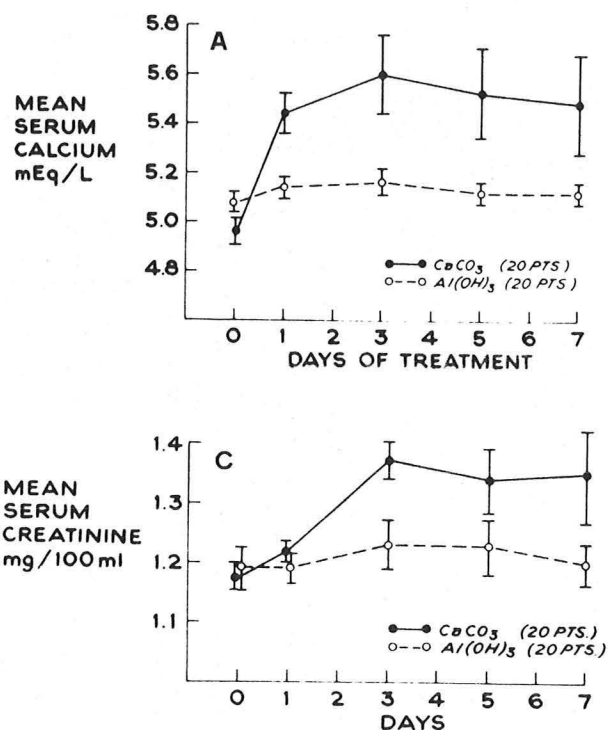 A
5.8
5.6
5.4
5.2
5.0
4.8
MEAN
SERUM
CALCIUM
mEq/L
CaCO3 (20 PTS)
Al(OH)3 (20 PTS)
0 1 2 3 4 5 6 7
DAYS OF TREATMENT
C
1.4
1.3
1.2
1.1
MEAN
SERUM
CREATININE
mg/100ml
CaCO3 (20 PTS.)
Al(OH)3 (20 PTS.)
0 1 2 3 4 5 6 7
DAYS